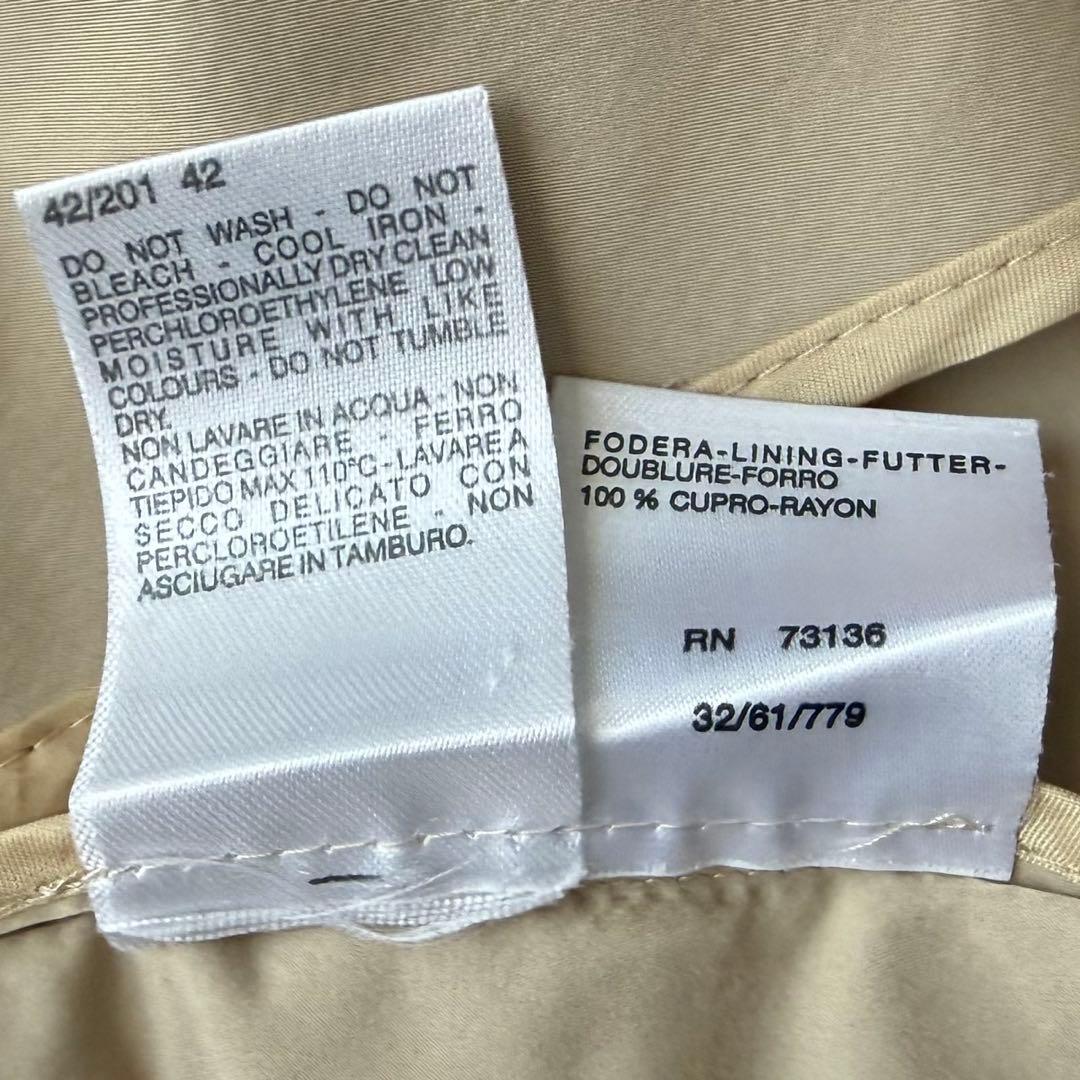 42/201 42
DO NOT WASH - DO NOT
BLEACH - COOL IRON -
PROFESSIONALLY DRY CLEAN
PERCHLOROETHYLENE LOW
MOISTURE WITH LIKE
COLOURS - DO NOT TUMBLE
DRY.
NON LAVARE IN ACQUA - NON
CANDEGGIARE - FERRO
TIEPIDO MAX 110°C - LAVARE A
SECCO DELICATO CON
PERCLOROETILENE - NON
ASCIUGARE IN TAMBURO.
FODERA-LINING-FUTTER-
DOUBLURE-FORRO
100 % CUPRO-RAYON
RN 73136
32/61/779